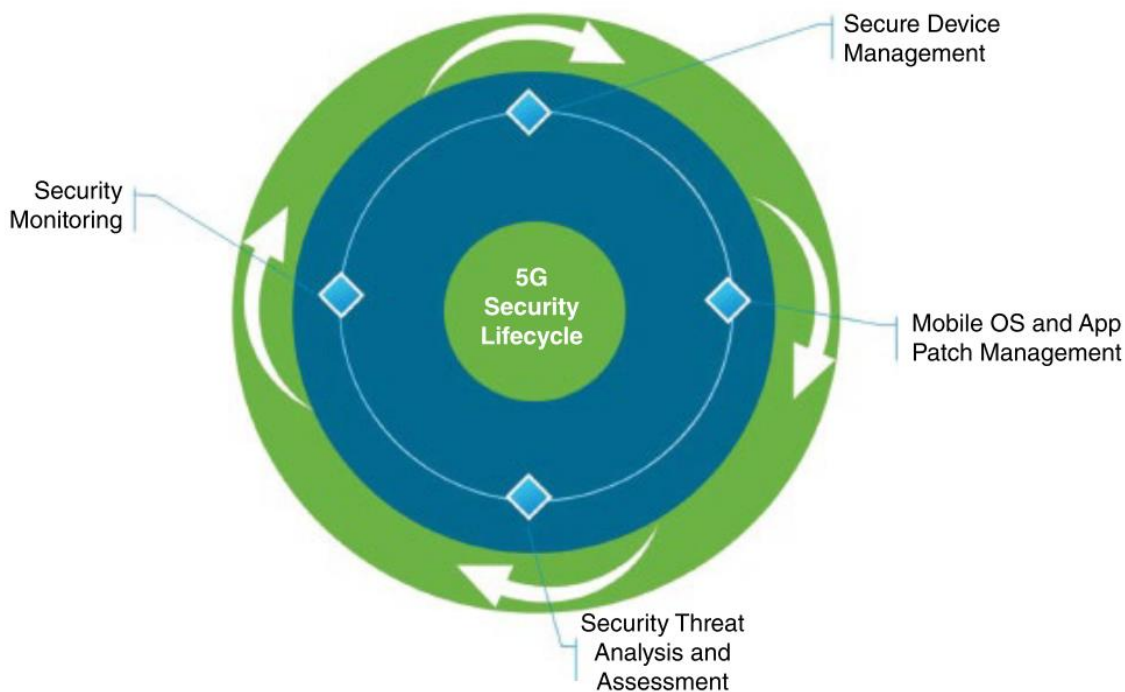 Secure Device
Management
Security
Monitoring
5G
Security
Lifecycle
Mobile OS and App
Patch Management
Security Threat
Analysis and
Assessment